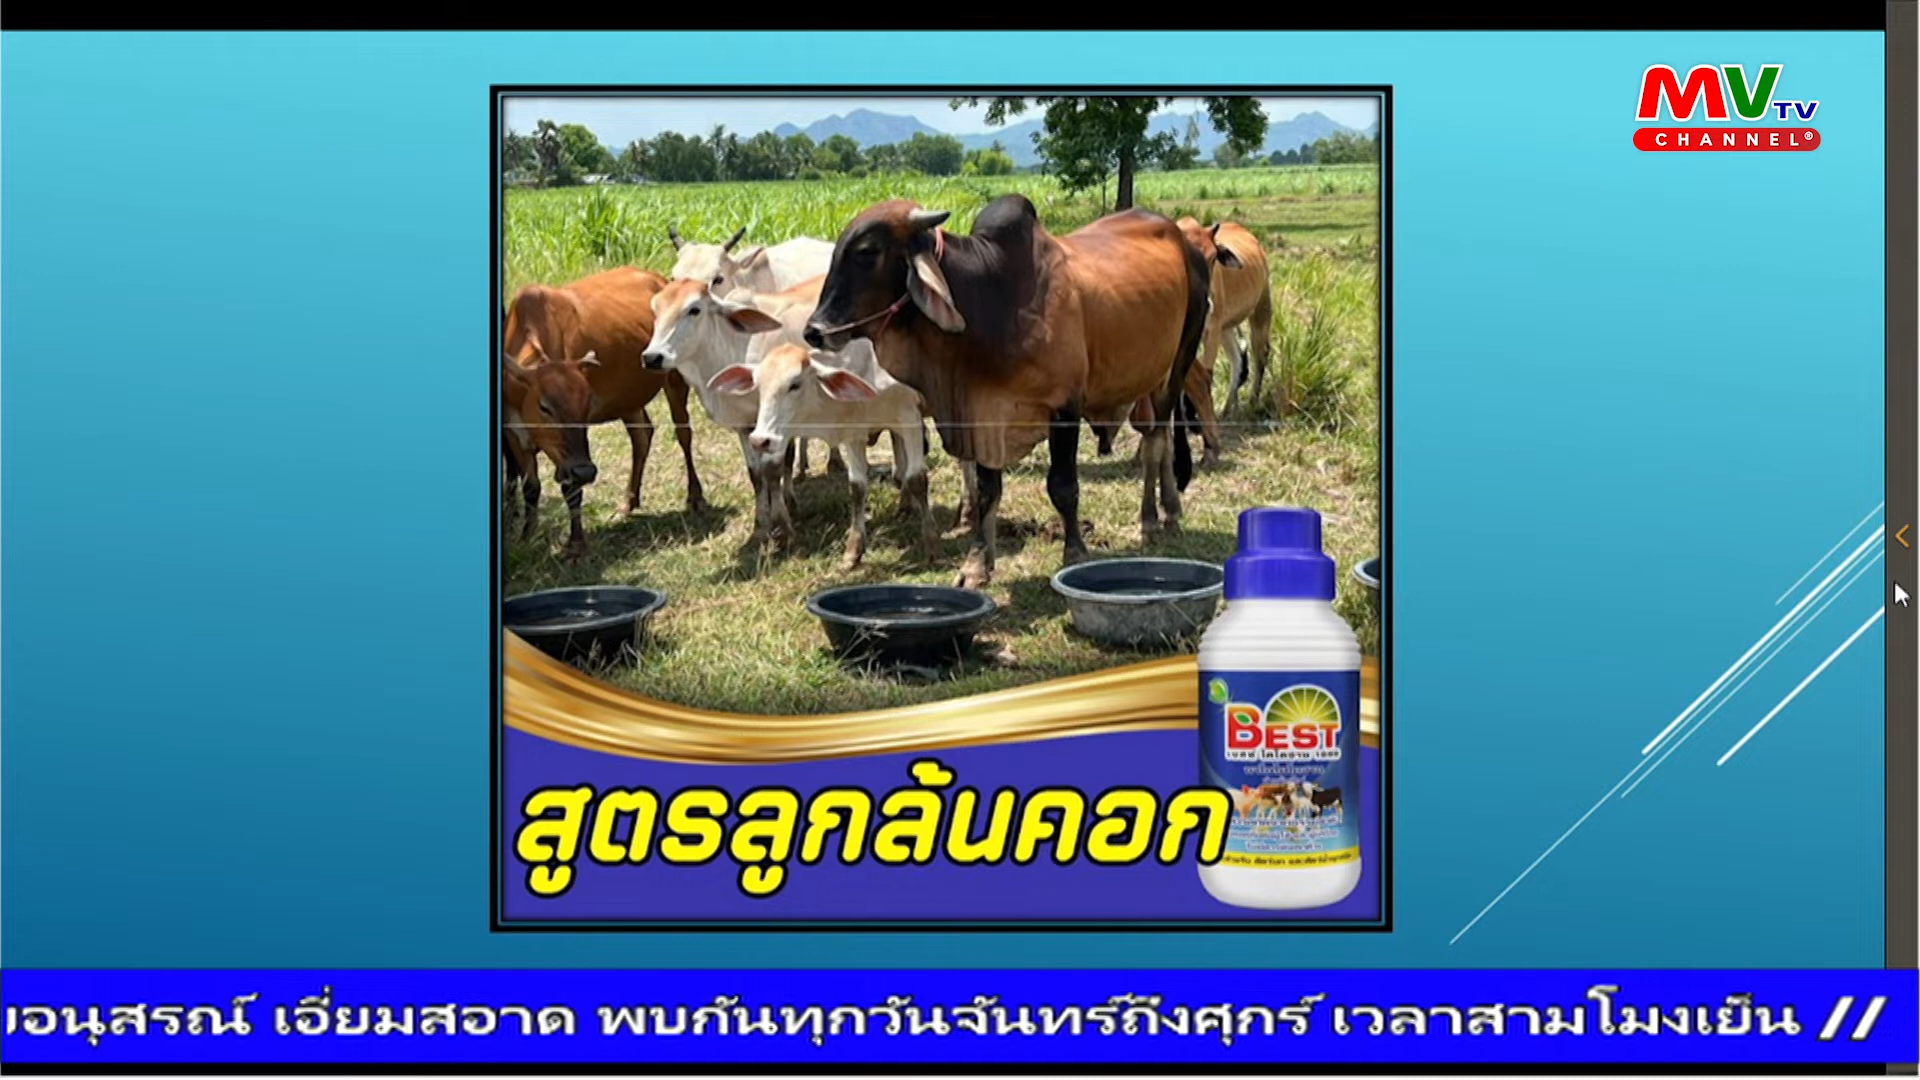 MVTV
CHANNEL®
BEST
สูตรลูกล้นคอก
อนุสรณ์ เอี่ยมสอาด พบกันทุกวันจันทร์ถึงศุกร์ เวลาสามโมงเย็น //